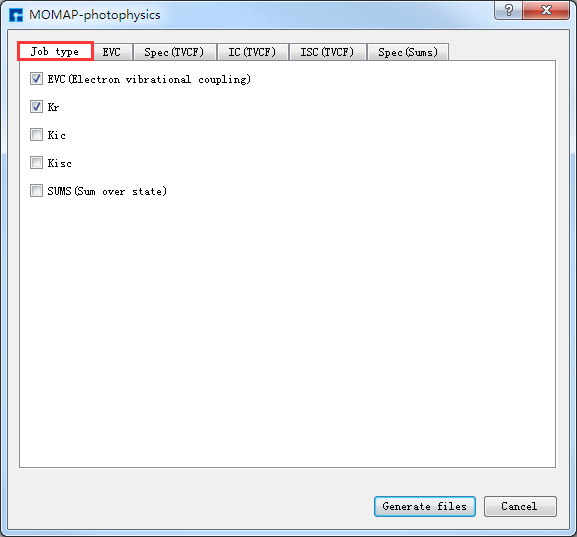 MOMAP-photophysics
Job type EVC Spec(TVCF) IC(TVCF) ISC(TVCF) Spec(Sums)
EVC(Electron vibrational coupling)
Kr
Kic
Kisc
SUMS(Sum over state)
Generate files Cancel